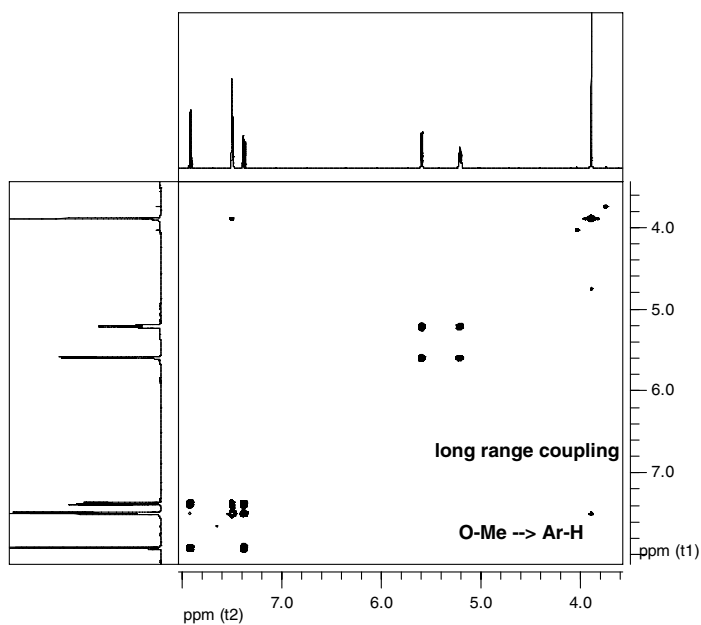 4.0
5.0
6.0
long range coupling
7.0
O-Me --> Ar-H
ppm (t1)
7.0 6.0 5.0 4.0
ppm (t2)